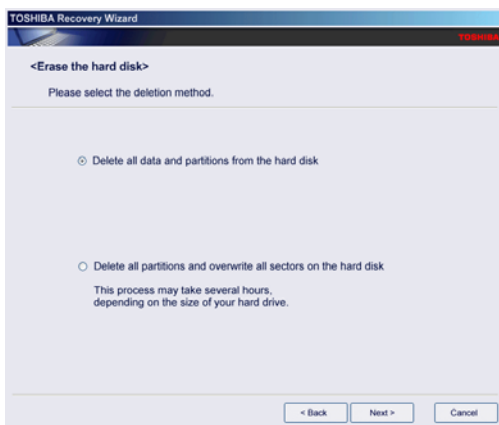 TOSHIBA Recovery Wizard
TOSHIBA
<Erase the hard disk>
Please select the deletion method.
Delete all data and partitions from the hard disk
Delete all partitions and overwrite all sectors on the hard disk
This process may take several hours,
depending on the size of your hard drive.
< Back Next > Cancel